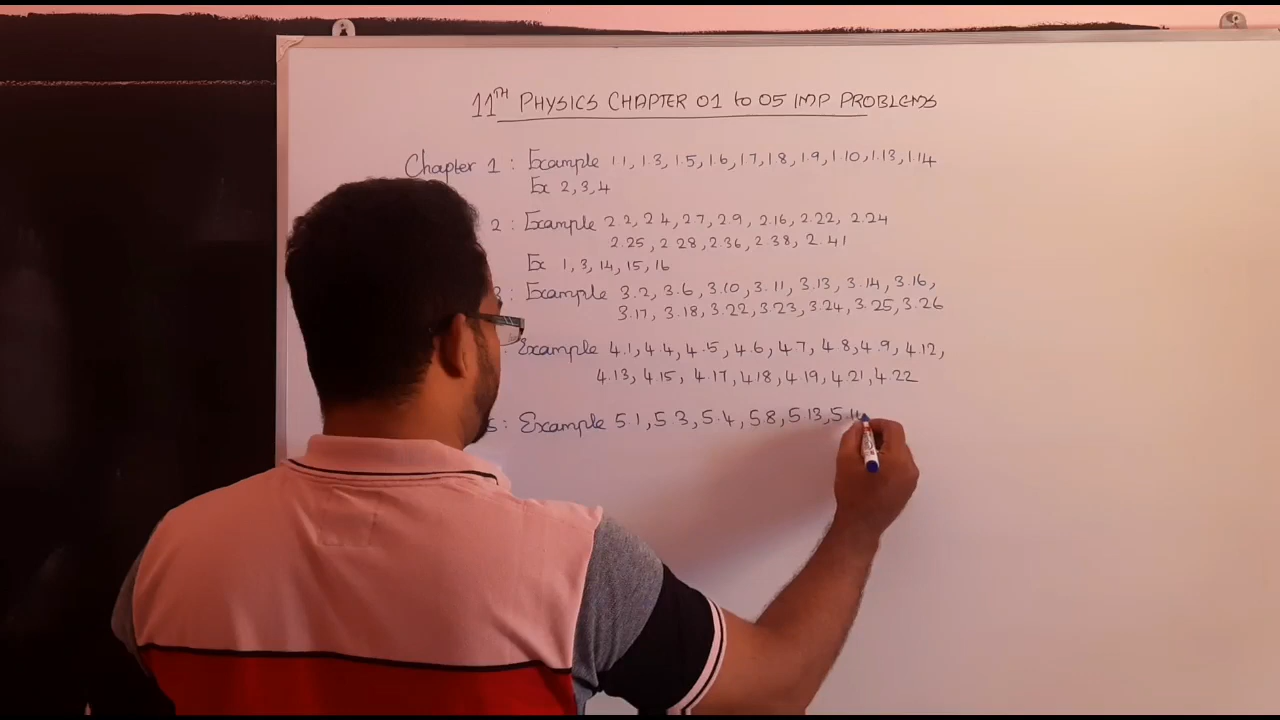 11TH PHYSICS CHAPTER 01 to 05 IMP PROBLEMS
Chapter 1 : Example 1.1, 1.3, 1.5, 1.6, 1.7, 1.8, 1.9, 1.10, 1.13, 1.14
Ex 2, 3, 4
2 : Example 2.2, 2.4, 2.7, 2.9, 2.16, 2.22, 2.24
2.25, 2.28, 2.36, 2.38, 2.41
Ex 1, 3, 14, 15, 16
3 : Example 3.2, 3.6, 3.10, 3.11, 3.13, 3.14, 3.16,
3.17, 3.18, 3.22, 3.23, 3.24, 3.25, 3.26
: Example 4.1, 4.4, 4.5, 4.6, 4.7, 4.8, 4.9, 4.12,
4.13, 4.15, 4.17, 4.18, 4.19, 4.21, 4.22
5 : Example 5.1, 5.3, 5.4, 5.8, 5.13,